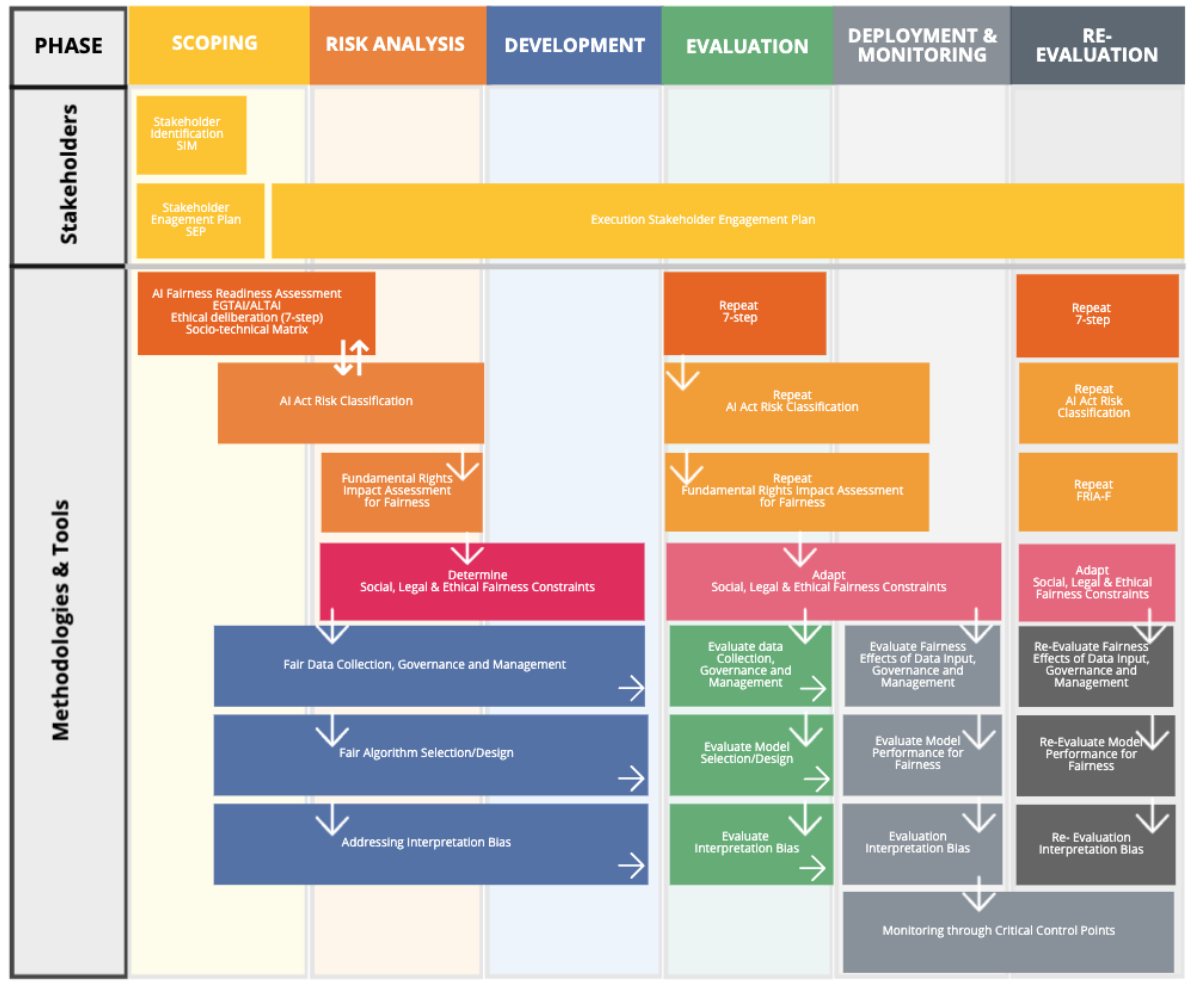 PHASE
SCOPING
RISK ANALYSIS
DEVELOPMENT
EVALUATION
DEPLOYMENT &
MONITORING
RE-
EVALUATION
Stakeholders
Stakeholder
Identification
SIM
Stakeholder
Enagement Plan
SEP
Execution Stakeholder Engagement Plan
Methodologies & Tools
AI Fairness Readiness Assessment
EGTAI/ALTAI
Ethical deliberation (7-step)
Socio-technical Matrix
Repeat
7-step
Repeat
7-step
AI Act Risk Classification
Repeat
AI Act Risk Classification
Repeat
AI Act Risk
Classification
Fundamental Rights
Impact Assessment
for Fairness
Repeat
Fundamental Rights Impact Assessment
for Fairness
Repeat
FRIA-F
Determine
Social, Legal & Ethical Fairness Constraints
Adapt
Social, Legal & Ethical Fairness Constraints
Adapt
Social, Legal & Ethical
Fairness Constraints
Fair Data Collection, Governance and Management
Evaluate data
Collection,
Governance and
Management
Evaluate Fairness
Effects of Data Input,
Governance and
Management
Re-Evaluate Fairness
Effects of Data Input,
Governance and
Management
Fair Algorithm Selection/Design
Evaluate Model
Selection/Design
Evaluate Model
Performance for
Fairness
Re-Evaluate Model
Performance for
Fairness
Addressing Interpretation Bias
Evaluate
Interpretation Bias
Evaluation
Interpretation Bias
Re- Evaluation
Interpretation Bias
Monitoring through Critical Control Points